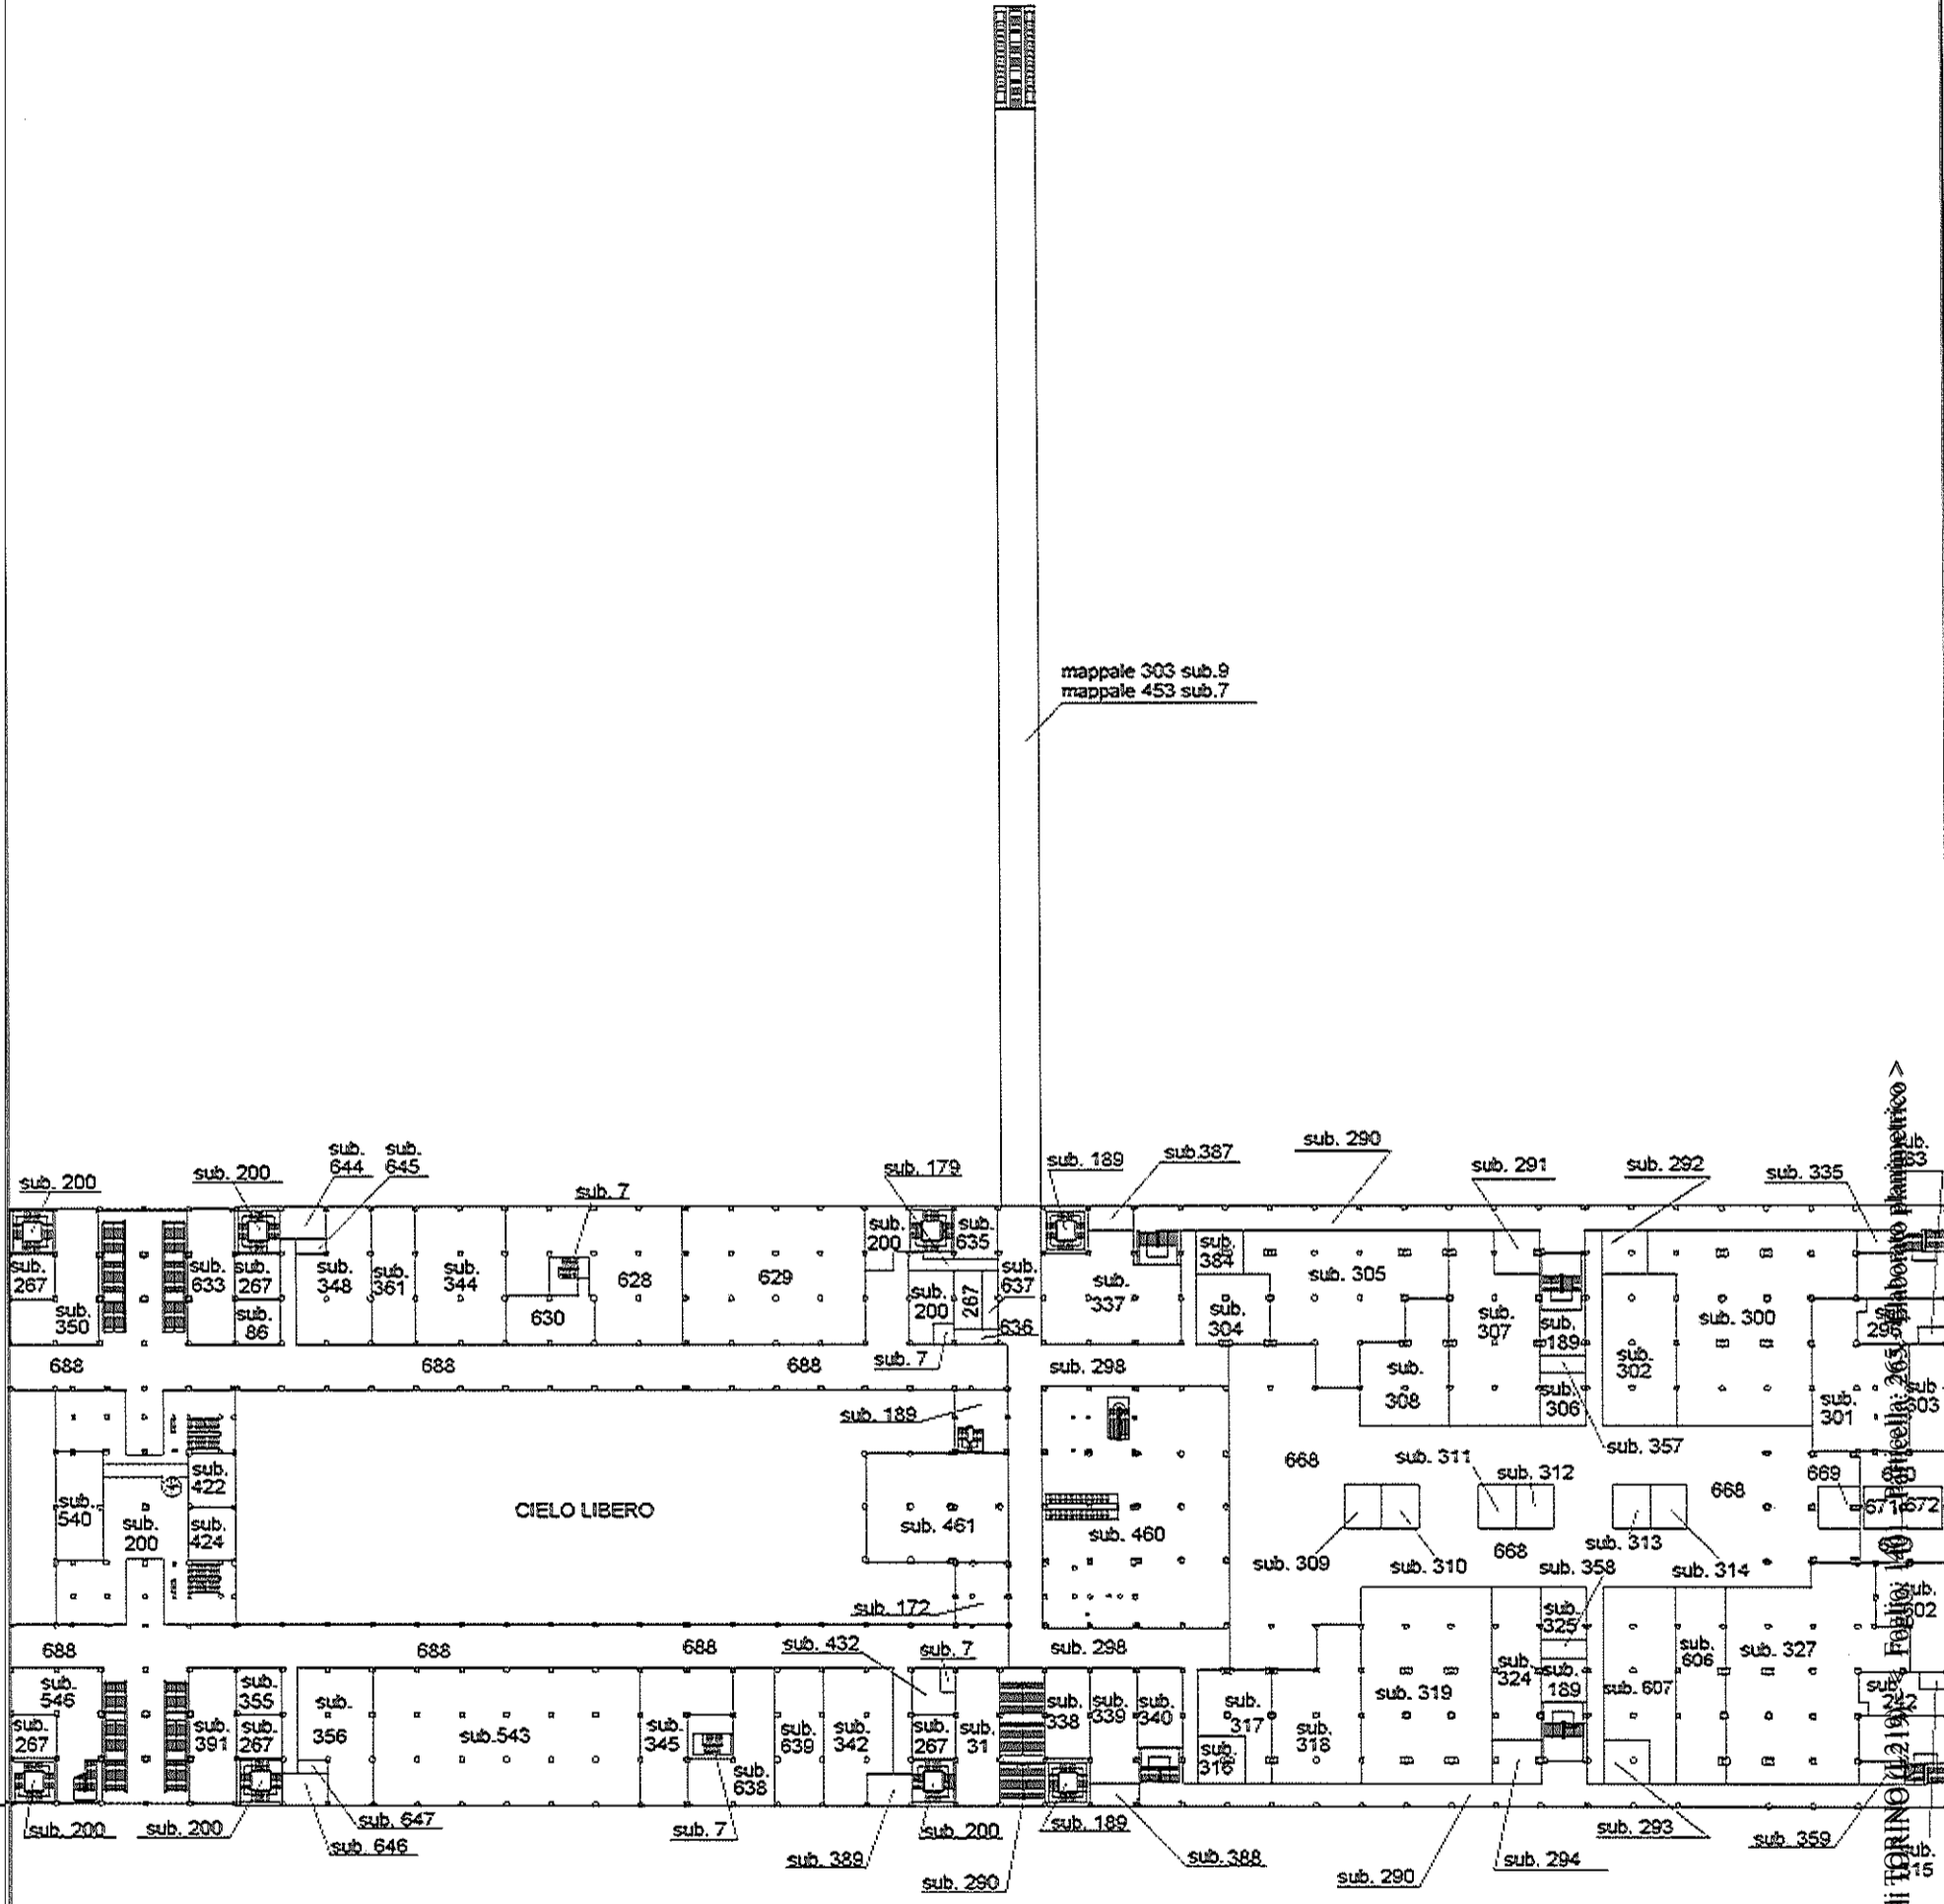 mappale 303 sub.9
mappale 453 sub.7
sub. 200
sub. 200
sub.
644
sub.
645
sub. 7
sub. 179
sub. 189
sub.387
sub. 290
sub. 291
sub. 292
sub. 335
sub.
267
sub.
350
sub.
633
sub.
267
sub.
86
sub.
348
sub.
361
sub.
344
630
628
629
sub.
200
sub.
635
sub.
200
267
sub.
637
636
sub. 7
sub.
337
sub.
384
sub.
304
sub. 305
sub.
308
sub.
307
sub.
189
sub.
306
sub. 357
sub.
302
sub. 300
sub.
301
688
688
688
sub. 298
sub. 189
sub.
540
sub.
200
sub.
422
sub.
424
CIELO LIBERO
sub. 461
sub. 460
sub. 172
668
sub. 311
sub. 312
668
669
671
672
sub. 309
sub. 310
668
sub. 313
sub. 314
sub. 358
688
688
688
sub. 432
sub. 7
sub. 298
sub.
546
sub.
267
sub.
391
sub.
355
sub.
267
sub.
356
sub.543
sub.
345
sub.
638
sub.
639
sub.
342
sub.
267
sub.
31
sub.
338
sub.
339
sub.
340
sub.
317
sub.
316
sub.
318
sub. 319
sub.
324
sub.
325
sub.
189
sub. 607
sub.
606
sub. 327
sub. 200
sub. 200
sub. 647
sub. 646
sub. 7
sub. 389
sub. 200
sub. 290
sub. 189
sub. 388
sub. 290
sub. 294
sub. 293
sub. 359